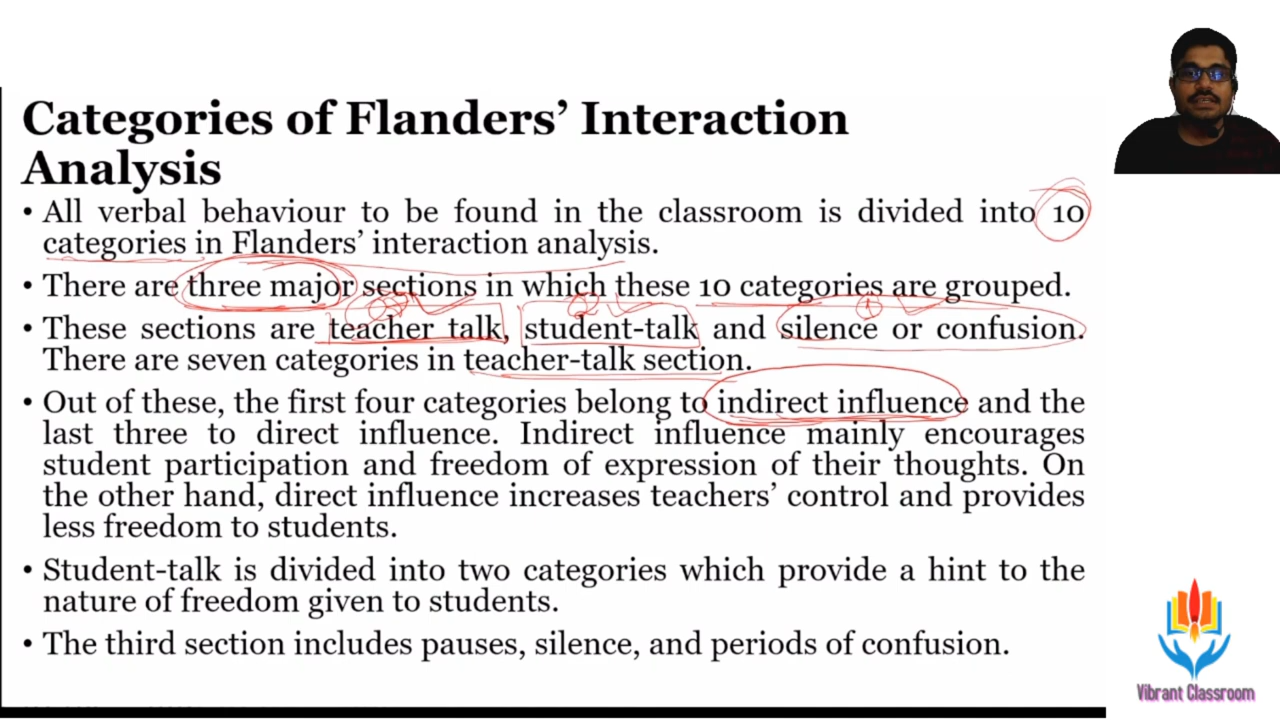 Categories of Flanders' Interaction
Analysis
• All verbal behaviour to be found in the classroom is divided into 10
categories in Flanders' interaction analysis.
• There are three major sections in which these 10 categories are grouped.
• These sections are teacher talk, student-talk and silence or confusion.
There are seven categories in teacher-talk section.
• Out of these, the first four categories belong to indirect influence and the
last three to direct influence. Indirect influence mainly encourages
student participation and freedom of expression of their thoughts. On
the other hand, direct influence increases teachers' control and provides
less freedom to students.
• Student-talk is divided into two categories which provide a hint to the
nature of freedom given to students.
• The third section includes pauses, silence, and periods of confusion.
Vibrant Classroom